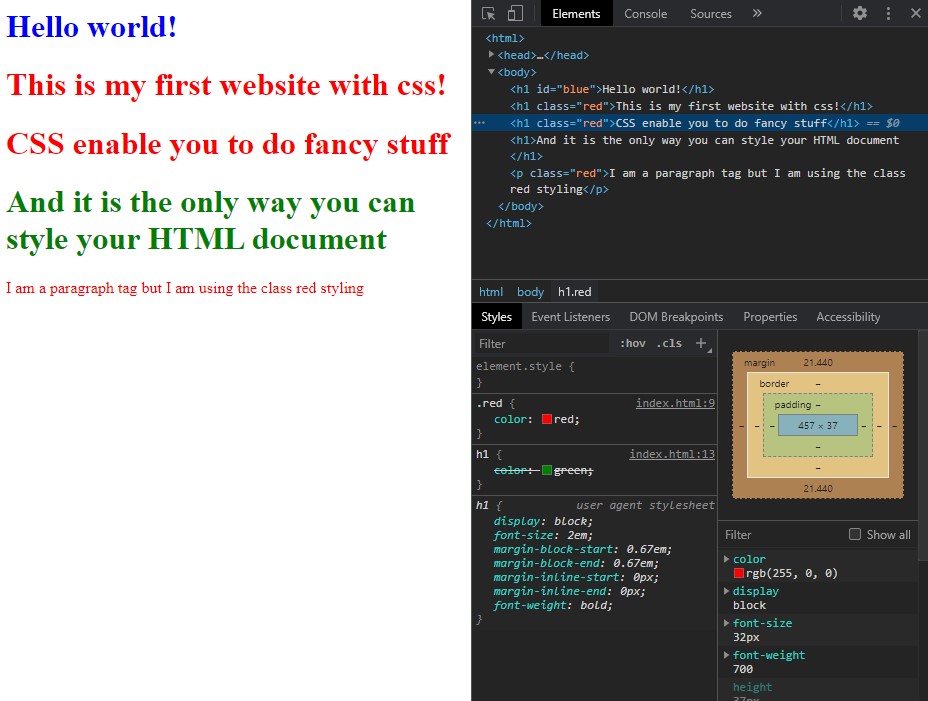 Hello world!
This is my first website with css!
CSS enable you to do fancy stuff
And it is the only way you can
style your HTML document
I am a paragraph tag but I am using the class red styling
Elements Console Sources »
<html>
<head>…</head>
<body>
<h1 id="blue">Hello world!</h1>
<h1 class="red">This is my first website with css!</h1>
<h1 class="red">CSS enable you to do fancy stuff</h1> == $0
<h1>And it is the only way you can style your HTML document
</h1>
<p class="red">I am a paragraph tag but I am using the class
red styling</p>
</body>
</html>
html body h1.red
Styles Event Listeners DOM Breakpoints Properties Accessibility
Filter :hov .cls +
element.style {
}
.red { index.html:9
color: red;
}
h1 { index.html:13
color: green;
}
h1 { user agent stylesheet
display: block;
font-size: 2em;
margin-block-start: 0.67em;
margin-block-end: 0.67em;
margin-inline-start: 0px;
margin-inline-end: 0px;
font-weight: bold;
}
margin 21.440
border –
padding –
– – – 457 × 37 – – –
–
–
21.440
Filter Show all
color
rgb(255, 0, 0)
display
block
font-size
32px
font-weight
700
height
37px